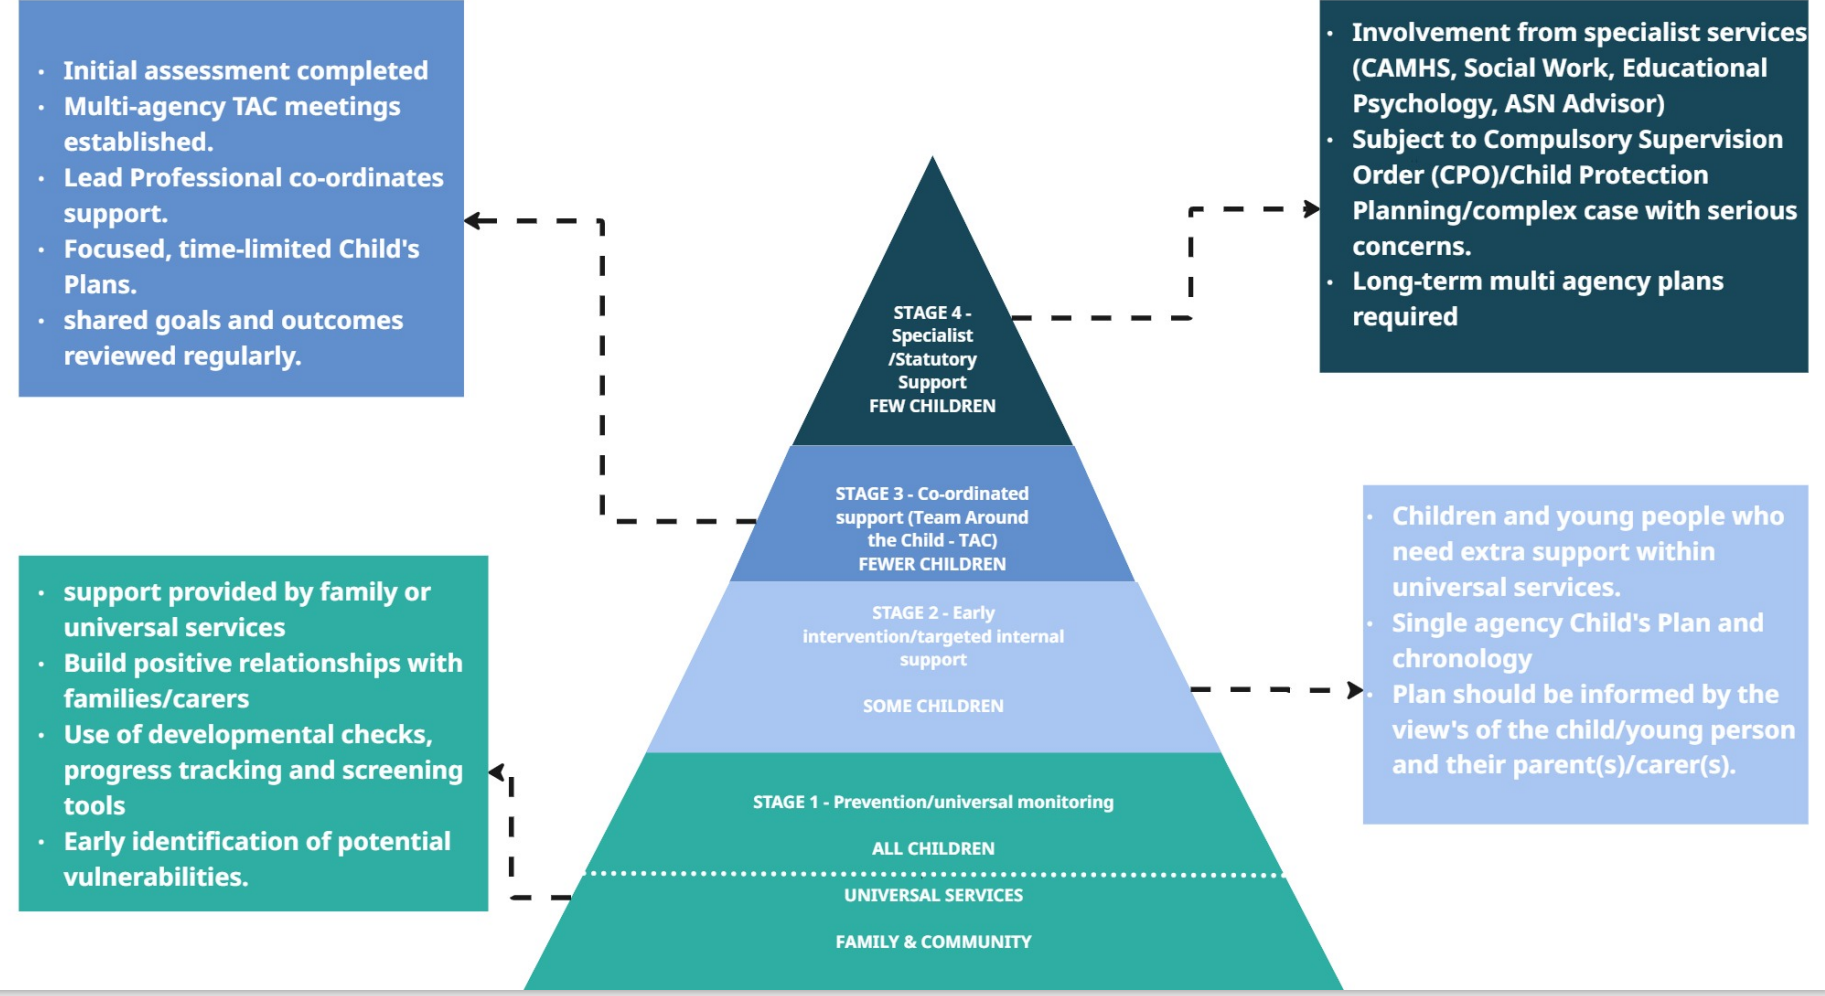 Initial assessment completed
Multi-agency TAC meetings
established.
Lead Professional co-ordinates
support.
Focused, time-limited Child's
Plans.
shared goals and outcomes
reviewed regularly.
Involvement from specialist services
(CAMHS, Social Work, Educational
Psychology, ASN Advisor)
Subject to Compulsory Supervision
Order (CPO)/Child Protection
Planning/complex case with serious
concerns.
Long-term multi agency plans
required
STAGE 4 -
Specialist
/Statutory
Support
FEW CHILDREN
STAGE 3 - Co-ordinated
support (Team Around
the Child - TAC)
FEWER CHILDREN
STAGE 2 - Early
intervention/targeted internal
support
SOME CHILDREN
STAGE 1 - Prevention/universal monitoring
ALL CHILDREN
UNIVERSAL SERVICES
FAMILY & COMMUNITY
support provided by family or
universal services
Build positive relationships with
families/carers
Use of developmental checks,
progress tracking and screening
tools
Early identification of potential
vulnerabilities.
Children and young people who
need extra support within
universal services.
Single agency Child's Plan and
chronology
Plan should be informed by the
view's of the child/young person
and their parent(s)/carer(s).